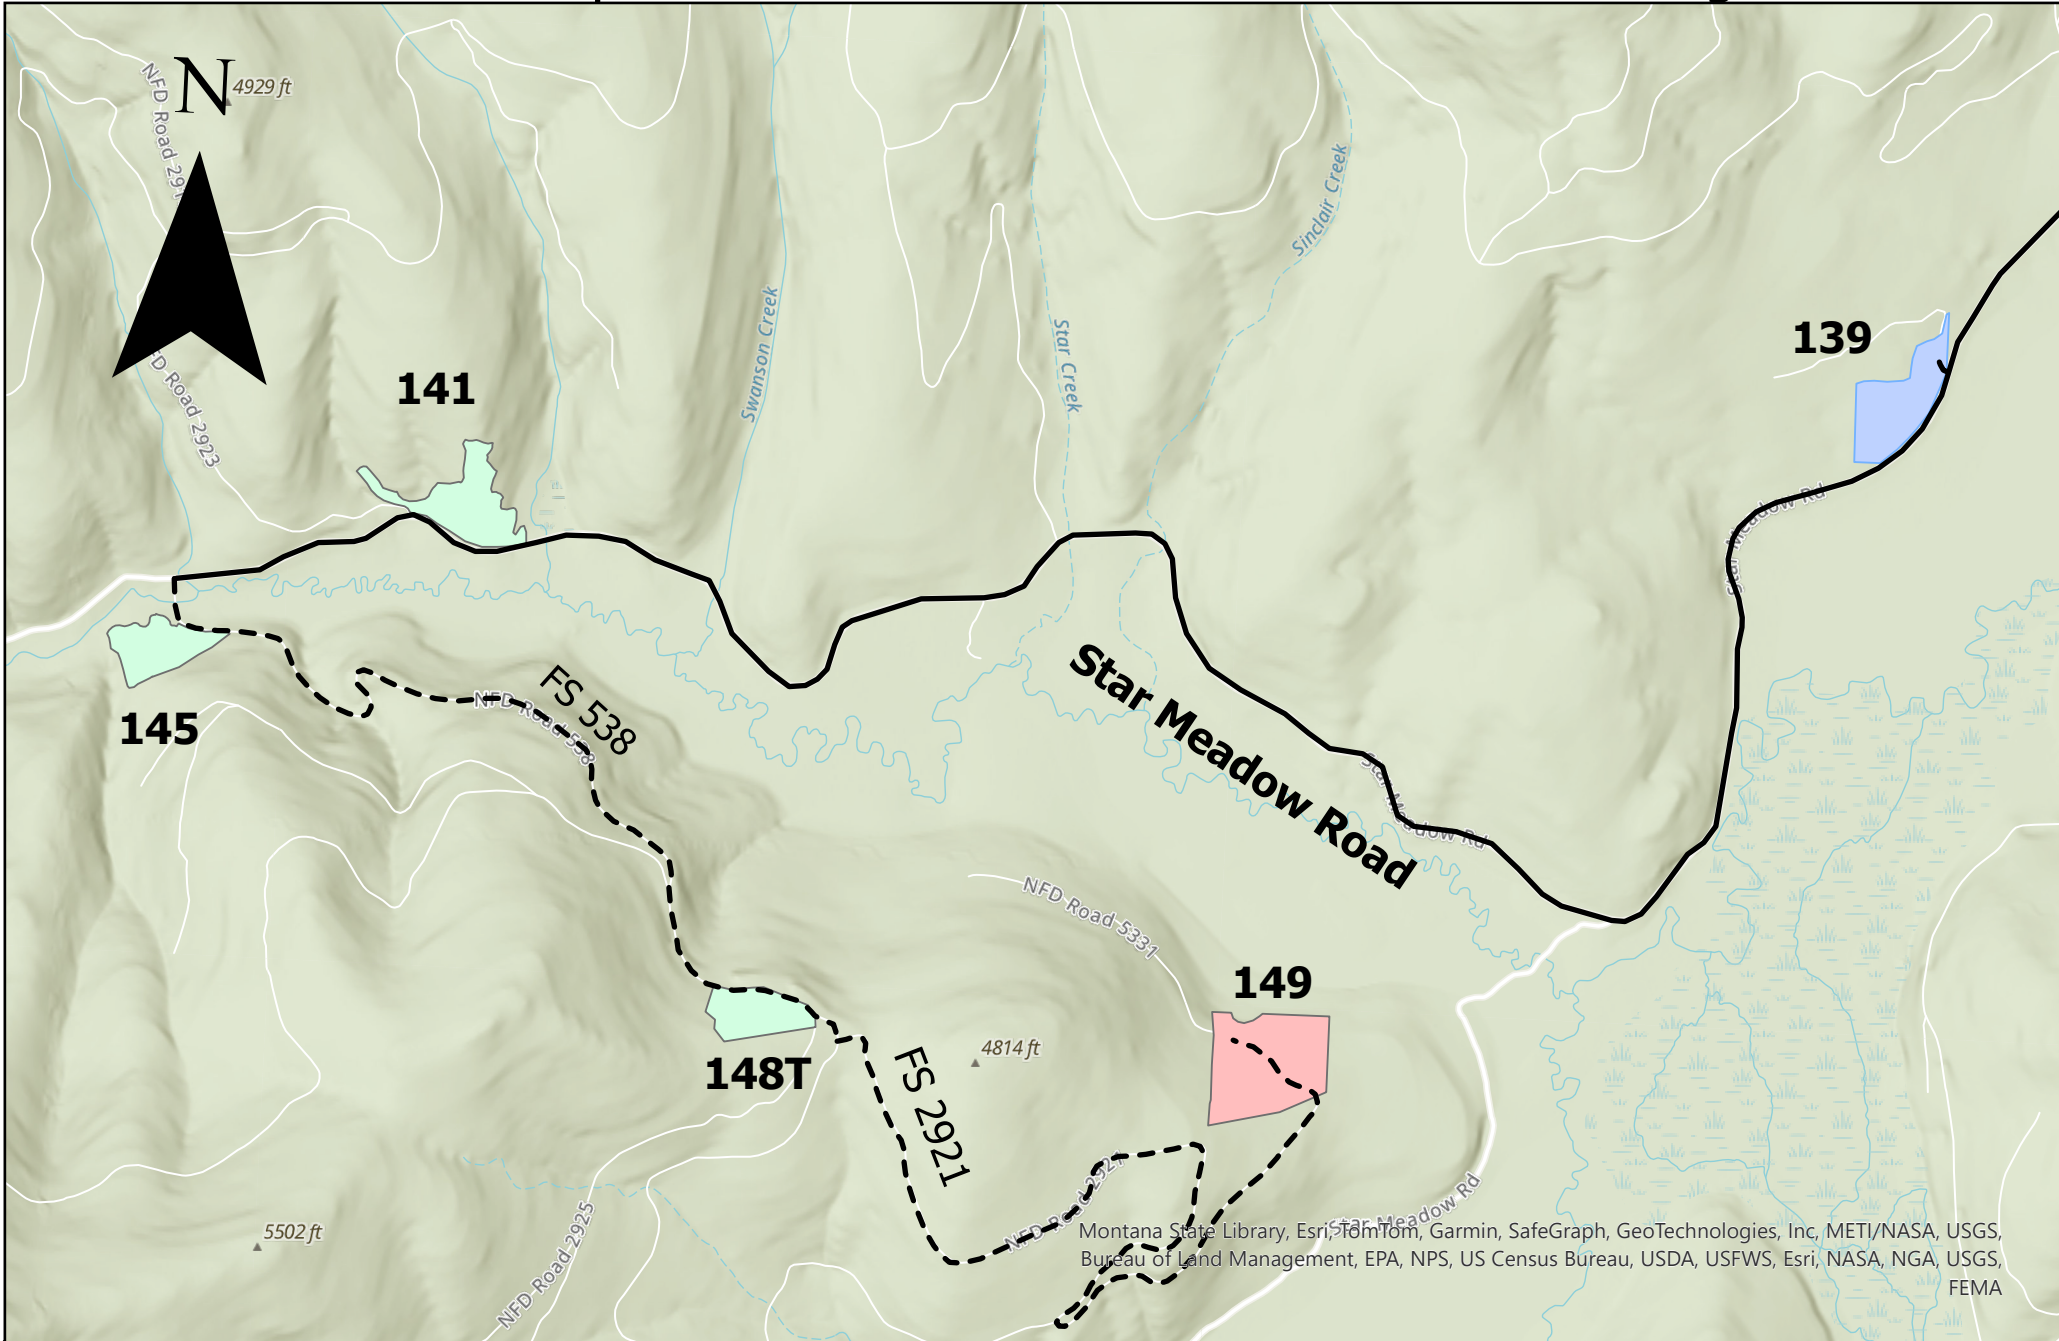 N
4929 ft
NFD Road 291
Sinclair Creek
Swanson Creek
Star Creek
139
FD Road 2923
141
Star Meadow Rd
FS 538
NFD Road 538
145
Star Meadow Road
Star Meadow Rd
NFD Road 5331
149
4814 ft
148T
FS 2921
NFD Road 2921
Star Meadow Rd
5502 ft
NFD Road 2925
Montana State Library, Esri, TomTom, Garmin, SafeGraph, GeoTechnologies, Inc, METI/NASA, USGS,
Bureau of Land Management, EPA, NPS, US Census Bureau, USDA, USFWS, Esri, NASA, NGA, USGS,
FEMA